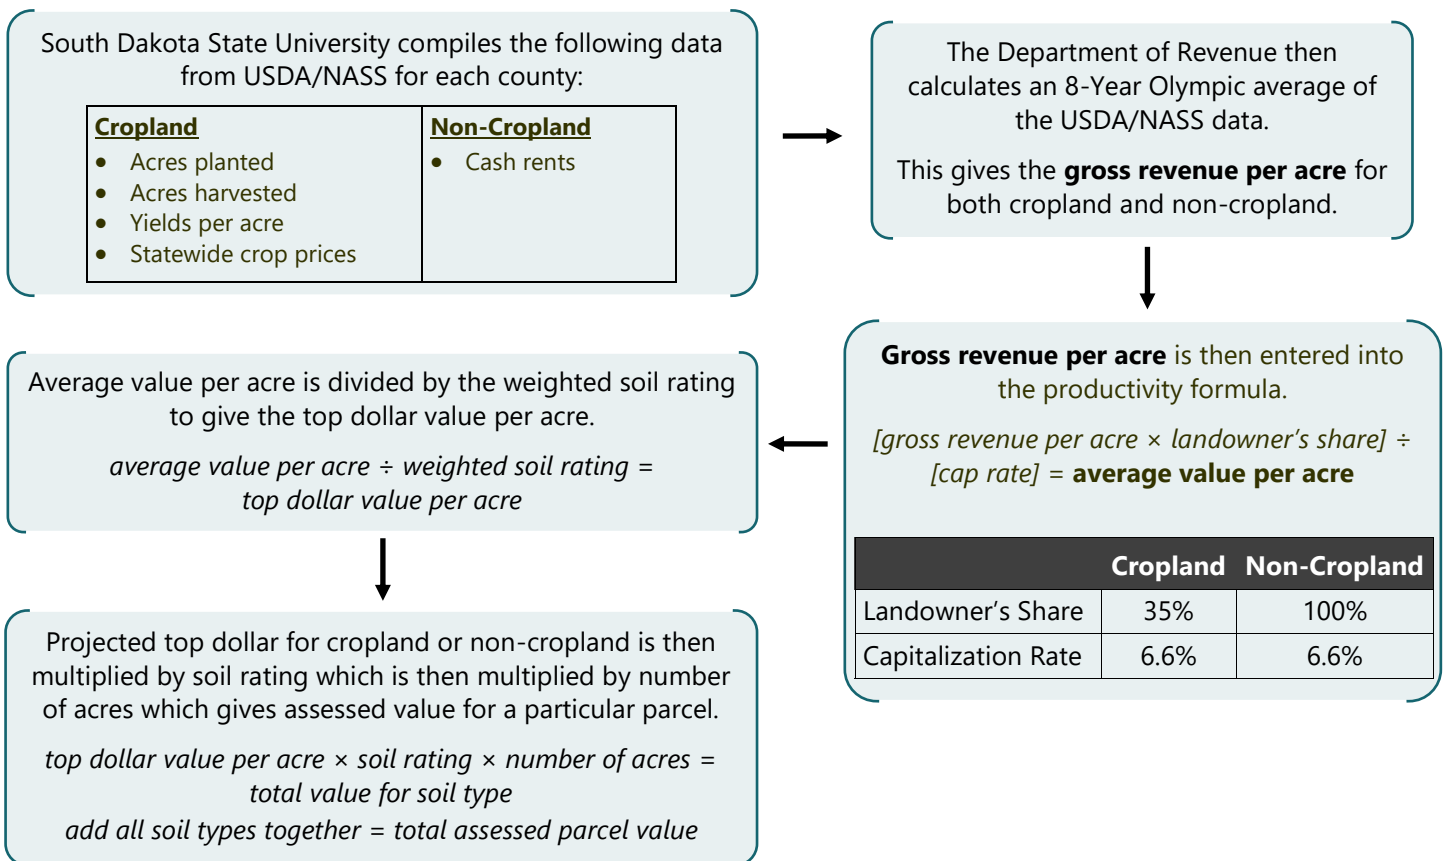 South Dakota State University compiles the following data
from USDA/NASS for each county:
Cropland
• Acres planted
• Acres harvested
• Yields per acre
• Statewide crop prices
Non-Cropland
• Cash rents
The Department of Revenue then
calculates an 8-Year Olympic average of
the USDA/NASS data.
This gives the gross revenue per acre for
both cropland and non-cropland.
Gross revenue per acre is then entered into
the productivity formula.
[gross revenue per acre × landowner’s share] ÷
[cap rate] = average value per acre
Cropland Non-Cropland
Landowner’s Share 35% 100%
Capitalization Rate 6.6% 6.6%
Average value per acre is divided by the weighted soil rating
to give the top dollar value per acre.
average value per acre ÷ weighted soil rating =
top dollar value per acre
Projected top dollar for cropland or non-cropland is then
multiplied by soil rating which is then multiplied by number
of acres which gives assessed value for a particular parcel.
top dollar value per acre × soil rating × number of acres =
total value for soil type
add all soil types together = total assessed parcel value